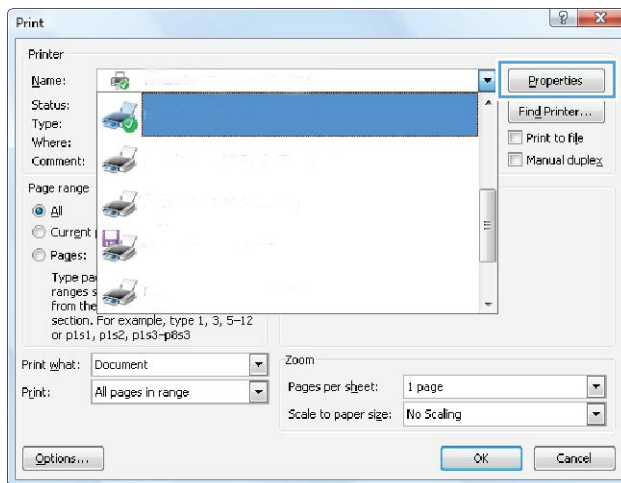 Print
Printer
Name:
Properties
Status:
Find Printer...
Type:
Where:
Print to file
Comment:
Manual duplex
Page range
All
Current
Pages:
Type
ranges
from the
section. For example, type 1, 3, 5–12
or p1s1, p1s2, p1s3–p8s3
Print what: Document
Zoom
Pages per sheet: 1 page
Print: All pages in range
Scale to paper size: No Scaling
Options...
OK
Cancel